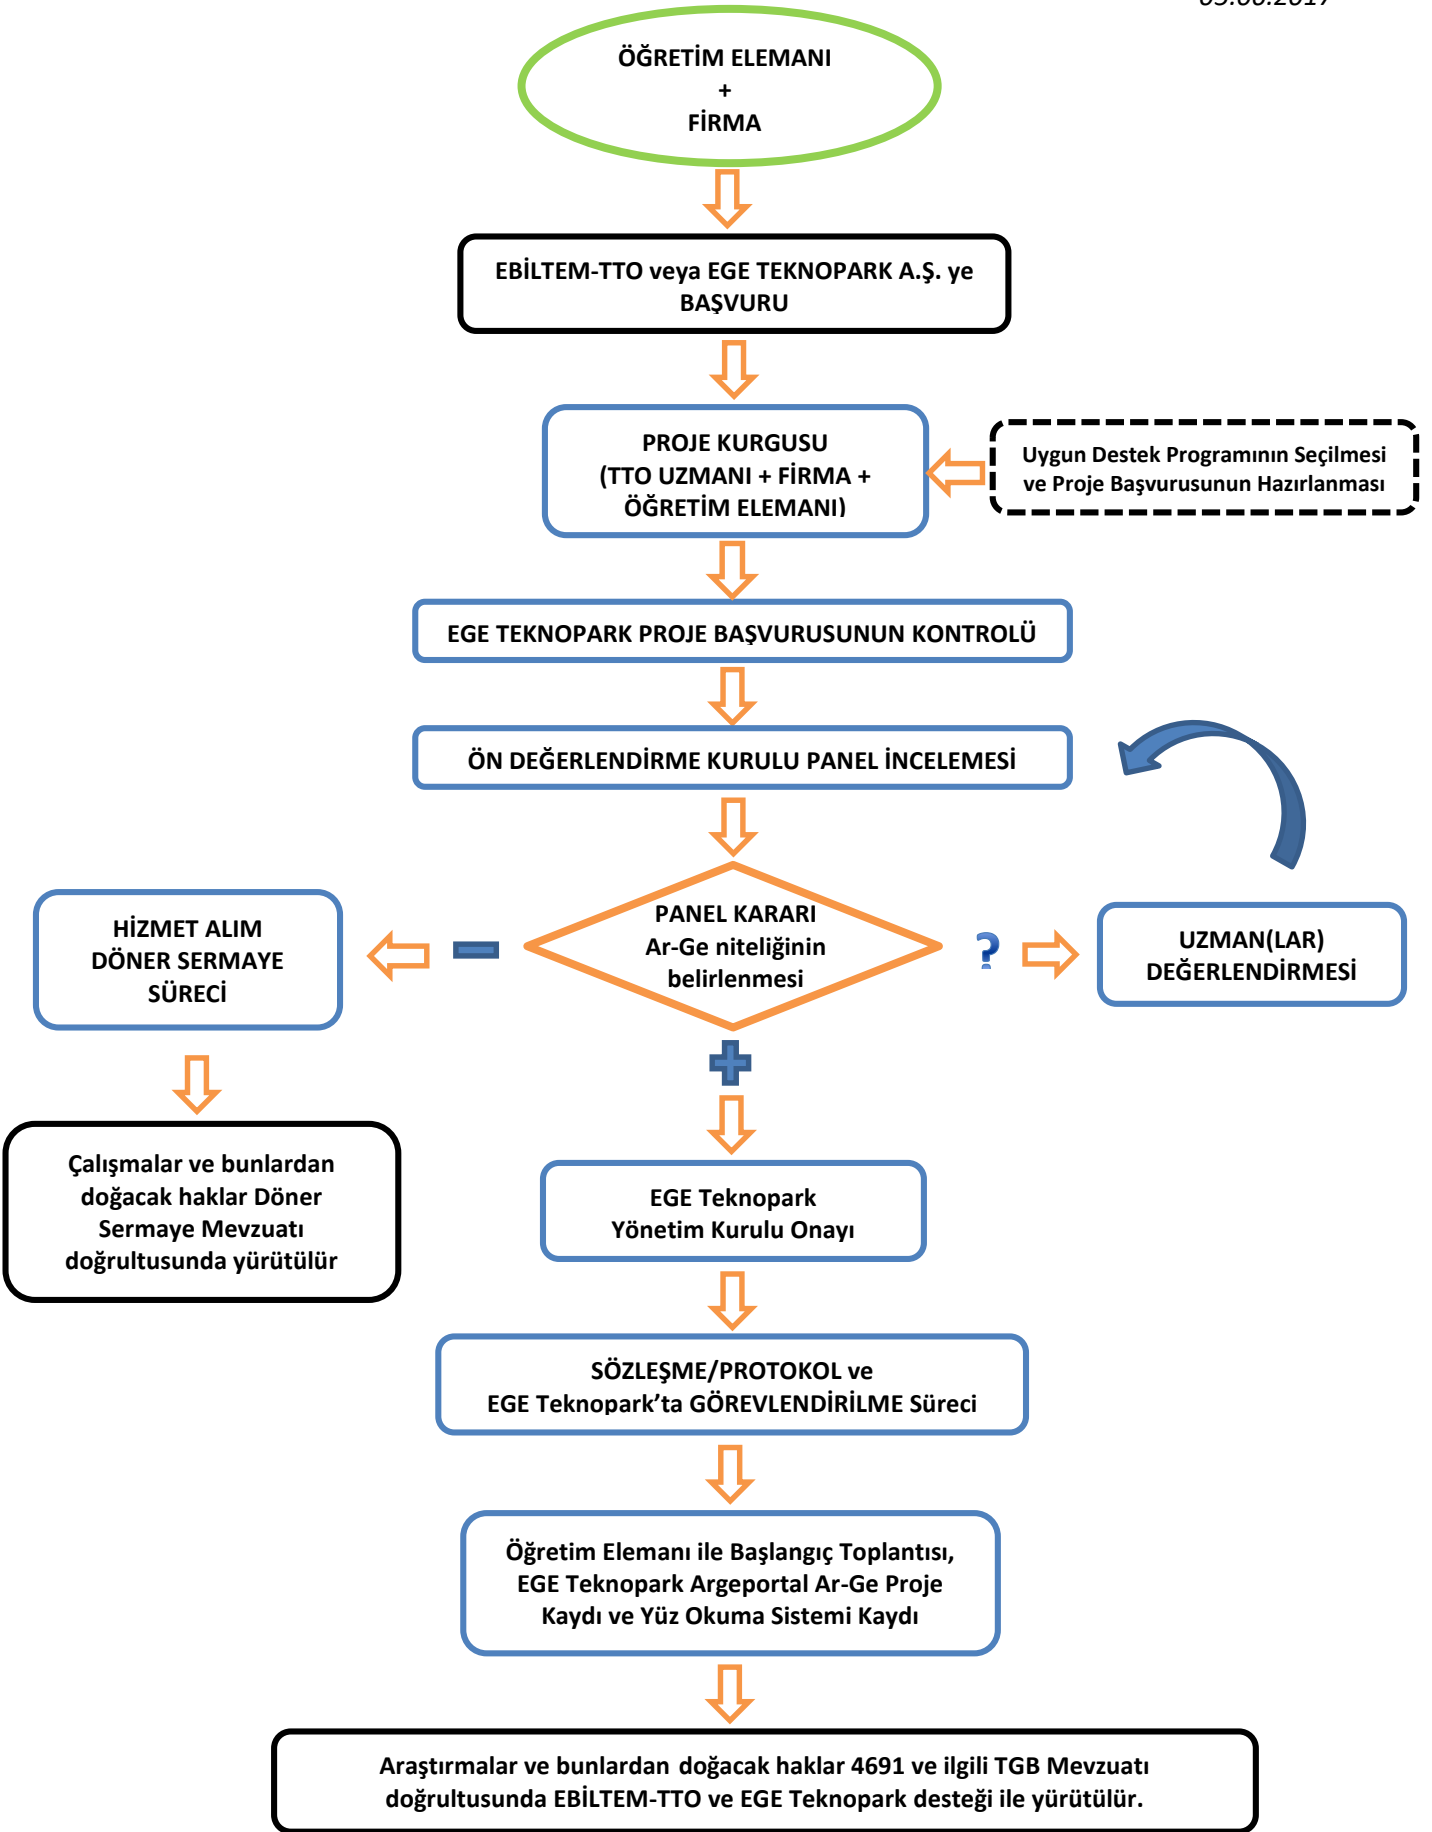 ÖĞRETİM ELEMANI
+
FİRMA
EBİLTEM-TTO veya EGE TEKNOPARK A.Ş. ye
BAŞVURU
PROJE KURGUSU
(TTO UZMANI + FİRMA +
ÖĞRETİM ELEMANI)
Uygun Destek Programının Seçilmesi
ve Proje Başvurusunun Hazırlanması
EGE TEKNOPARK PROJE BAŞVURUSUNUN KONTROLÜ
ÖN DEĞERLENDİRME KURULU PANEL İNCELEMESİ
PANEL KARARI
Ar-Ge niteliğinin
belirlenmesi
HİZMET ALIM
DÖNER SERMAYE
SÜRECİ
?
UZMAN(LAR)
DEĞERLENDİRMESİ
Çalışmalar ve bunlardan
doğacak haklar Döner
Sermaye Mevzuatı
doğrultusunda yürütülür
EGE Teknopark
Yönetim Kurulu Onayı
SÖZLEŞME/PROTOKOL ve
EGE Teknopark’ta GÖREVLENDİRİLME Süreci
Öğretim Elemanı ile Başlangıç Toplantısı,
EGE Teknopark Argeportal Ar-Ge Proje
Kaydı ve Yüz Okuma Sistemi Kaydı
Araştırmalar ve bunlardan doğacak haklar 4691 ve ilgili TGB Mevzuatı
doğrultusunda EBİLTEM-TTO ve EGE Teknopark desteği ile yürütülür.